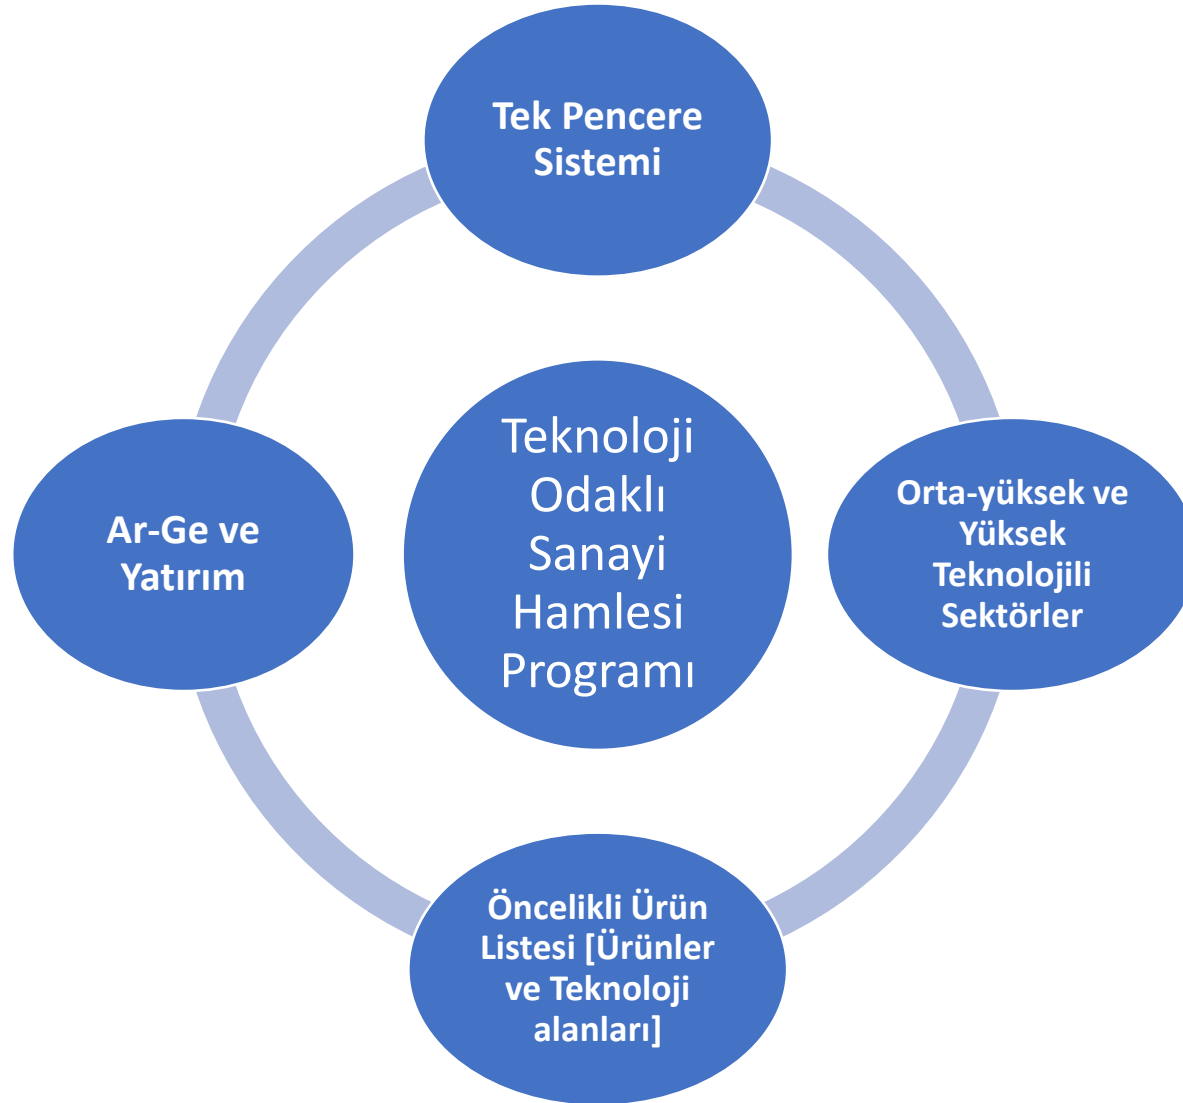 Tek Pencere
Sistemi
Teknoloji
Odaklı
Sanayi
Hamlesi
Programı
Orta-yüksek ve
Yüksek
Teknolojili
Sektörler
Ar-Ge ve
Yatırım
Öncelikli Ürün
Listesi [Ürünler
ve Teknoloji
alanları]